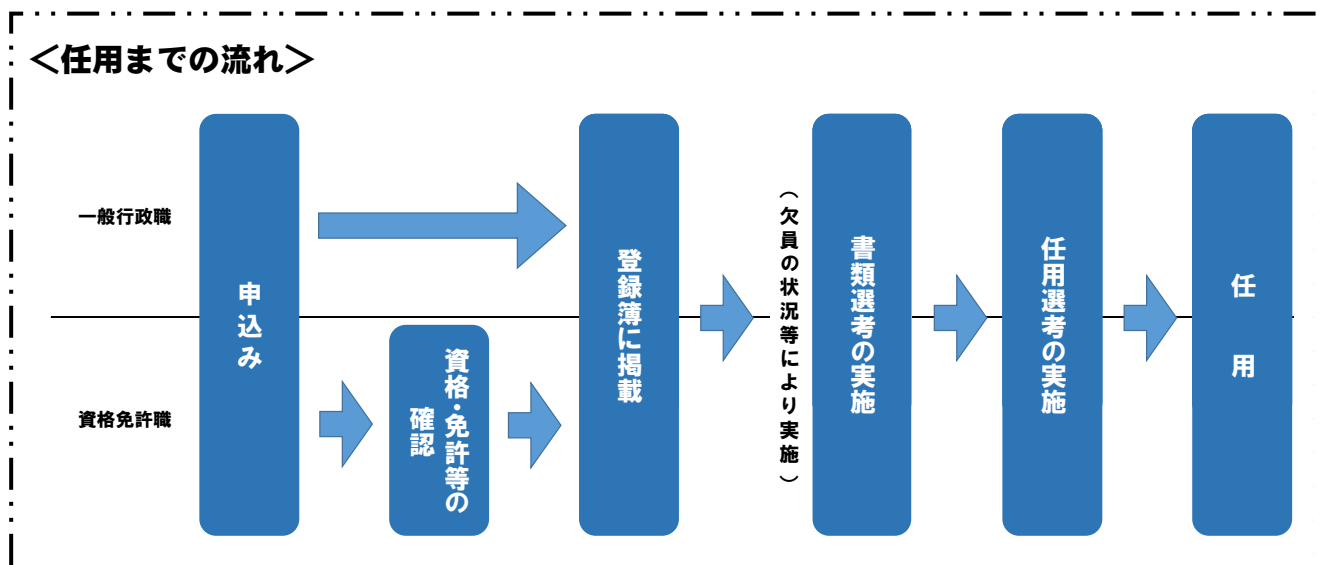 ＜任用までの流れ＞
一般行政職
資格免許職
申込み
資格・免許等の
確認
登録簿に掲載
（欠員の状況等により実施）
書類選考の実施
任用選考の実施
任用